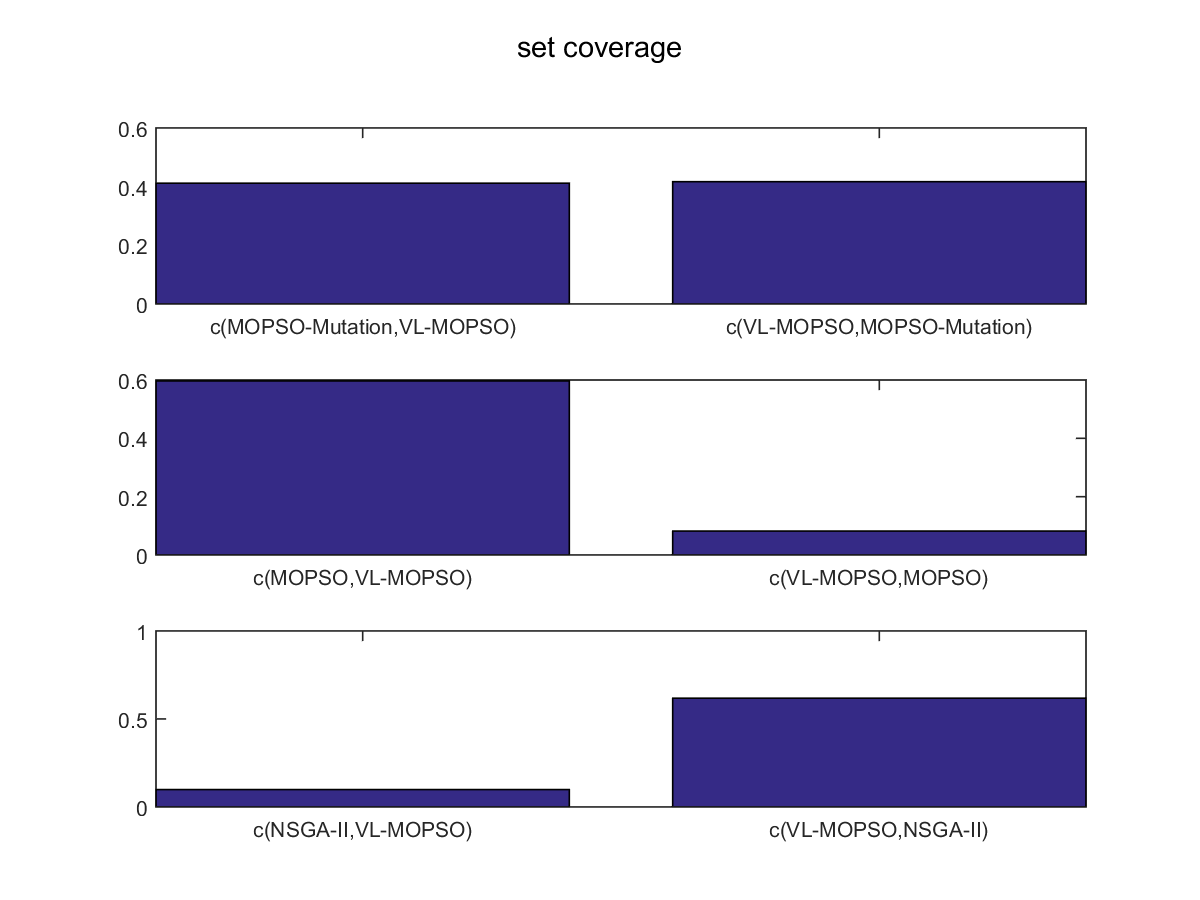 set coverage
0.6
0.4
0.2
0
c(MOPSO-Mutation,VL-MOPSO) c(VL-MOPSO,MOPSO-Mutation)
0.6
0.4
0.2
0
c(MOPSO,VL-MOPSO) c(VL-MOPSO,MOPSO)
1
0.5
0
c(NSGA-II,VL-MOPSO) c(VL-MOPSO,NSGA-II)